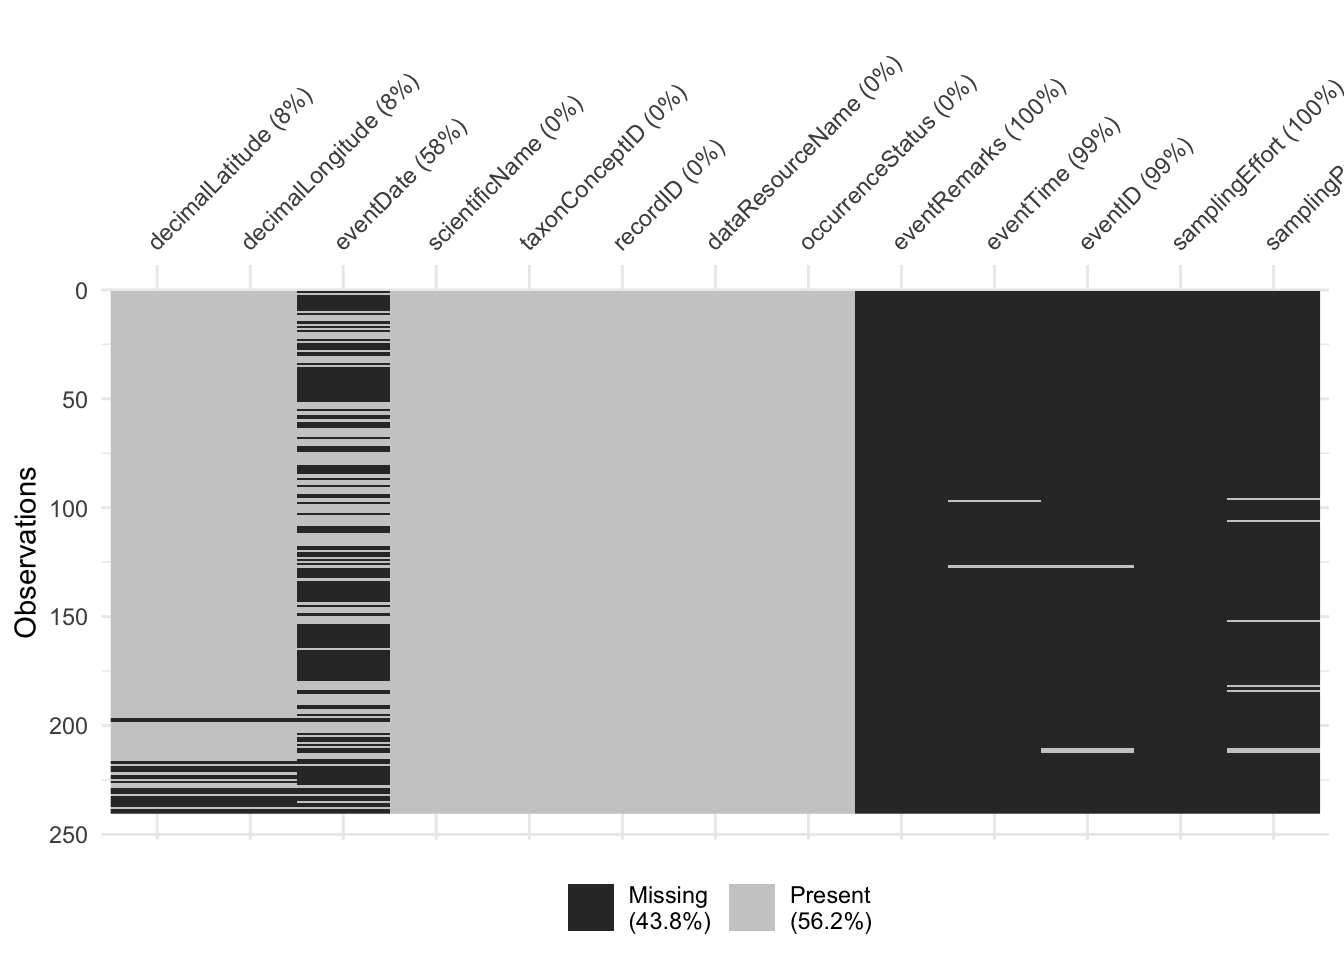 decimalLatitude (8%)
decimalLongitude (8%)
eventDate (58%)
scientificName (0%)
taxonConceptID (0%)
recordID (0%)
dataResourceName (0%)
occurrenceStatus (0%)
eventRemarks (100%)
eventTime (99%)
eventID (99%)
samplingEffort (100%)
samplingP
0
50
100
150
200
250
Observations
Missing
(43.8%)
Present
(56.2%)